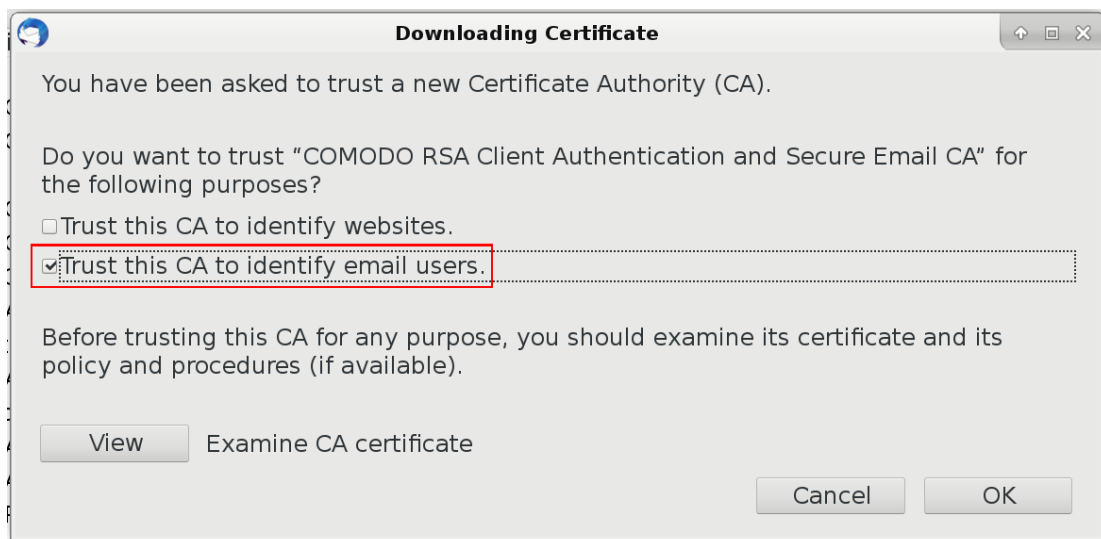 Downloading Certificate
You have been asked to trust a new Certificate Authority (CA).
Do you want to trust “COMODO RSA Client Authentication and Secure Email CA” for
the following purposes?
Trust this CA to identify websites.
Trust this CA to identify email users.
Before trusting this CA for any purpose, you should examine its certificate and its
policy and procedures (if available).
View Examine CA certificate
Cancel OK